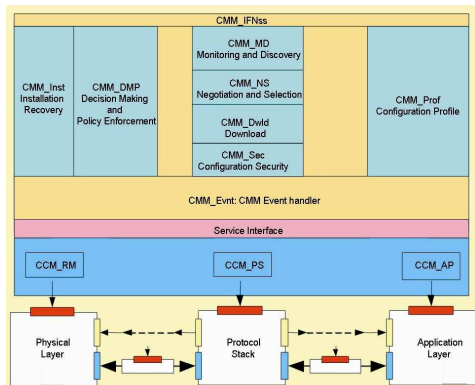 CMM_IFNss
CMM_Inst
Installation
Recovery
CMM_DMP
Decision Making
and
Policy Enforcement
CMM_MD
Monitoring and Discovery
CMM_NS
Negotiation and Selection
CMM_Dwld
Download
CMM_Sec
Configuration Security
CMM_Prof
Configuration Profile
CMM_Evnt: CMM Event handler
Service Interface
CCM_RM
CCM_PS
CCM_AP
Physical
Layer
Protocol
Stack
Application
Layer